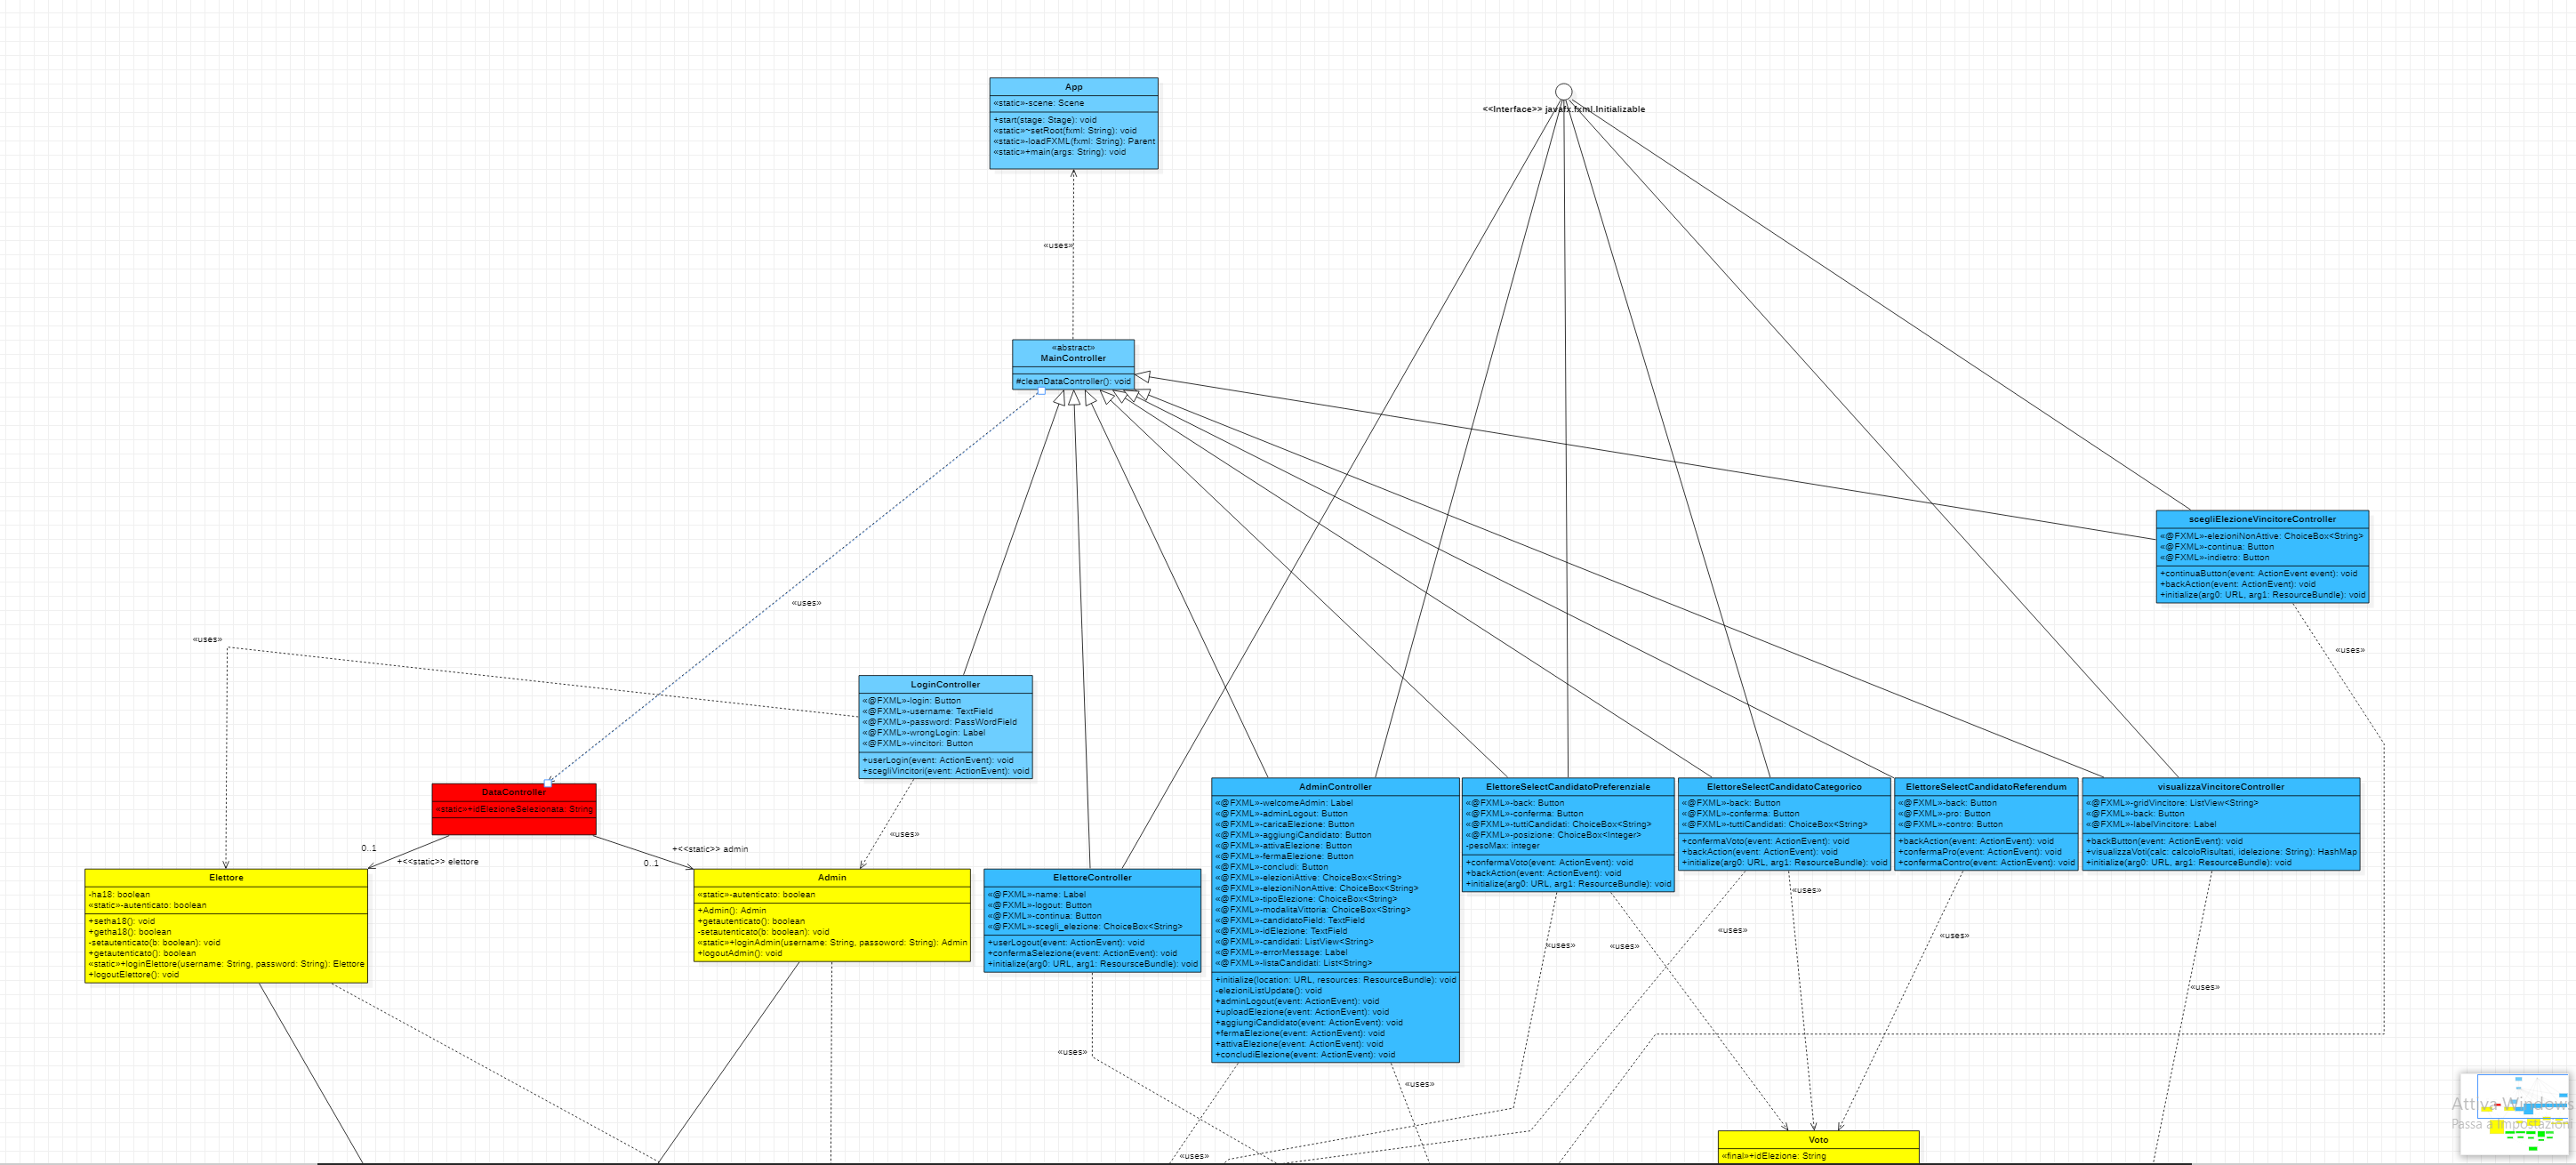 App
«static»-scene: Scene
+start(stage: Stage): void
«static»~setRoot(fxml: String): void
«static»-loadFXML(fxml: String): Parent
«static»+main(args: String): void
<<Interface>> javafx.fxml.Initializable
«uses»
«abstract»
MainController
#cleanDataController(): void
scegliElezioneVincitoreController
«@FXML»-elezioniNonAttive: ChoiceBox<String>
«@FXML»-continua: Button
«@FXML»-indietro: Button
+continuaButton(event: ActionEvent event): void
+backAction(event: ActionEvent): void
+initialize(arg0: URL, arg1: ResourceBundle): void
«uses»
«uses»
«uses»
LoginController
«@FXML»-login: Button
«@FXML»-username: TextField
«@FXML»-password: PassWordField
«@FXML»-wrongLogin: Label
«@FXML»-vincitori: Button
+userLogin(event: ActionEvent): void
+scegliVincitori(event: ActionEvent): void
DataController
«static»+idElezioneSelezionata: String
«uses»
0..1
+<<static>> elettore
+<<static>> admin
0..1
Elettore
-ha18: boolean
«static»-autenticato: boolean
+setha18(): void
+getha18(): boolean
-setautenticato(b: boolean): void
+getautenticato(): boolean
«static»+loginElettore(username: String, password: String): Elettore
+logoutElettore(): void
Admin
«static»-autenticato: boolean
+Admin(): Admin
+getautenticato(): boolean
-setautenticato(b: boolean): void
«static»+loginAdmin(username: String, passoword: String): Admin
+logoutAdmin(): void
ElettoreController
«@FXML»-name: Label
«@FXML»-logout: Button
«@FXML»-continua: Button
«@FXML»-scegli_elezione: ChoiceBox<String>
+userLogout(event: ActionEvent): void
+confermaSelezione(event: ActionEvent): void
+initialize(arg0: URL, arg1: ResoursceBundle): void
AdminController
«@FXML»-welcomeAdmin: Label
«@FXML»-adminLogout: Button
«@FXML»-caricaElezione: Button
«@FXML»-aggiungiCandidato: Button
«@FXML»-attivaElezione: Button
«@FXML»-fermaElezione: Button
«@FXML»-concludi: Button
«@FXML»-elezioniAttive: ChoiceBox<String>
«@FXML»-elezioniNonAttive: ChoiceBox<String>
«@FXML»-tipoElezione: ChoiceBox<String>
«@FXML»-modalitaVittoria: ChoiceBox<String>
«@FXML»-candidatoField: TextField
«@FXML»-idElezione: TextField
«@FXML»-candidati: ListView<String>
«@FXML»-errorMessage: Label
«@FXML»-listaCandidati: List<String>
+initialize(location: URL, resources: ResourceBundle): void
-elezioniListUpdate(): void
+adminLogout(event: ActionEvent): void
+uploadElezione(event: ActionEvent): void
+aggiungiCandidato(event: ActionEvent): void
+fermaElezione(event: ActionEvent): void
+attivaElezione(event: ActionEvent): void
+concludiElezione(event: ActionEvent): void
ElettoreSelectCandidatoPreferenziale
«@FXML»-back: Button
«@FXML»-conferma: Button
«@FXML»-tuttiCandidati: ChoiceBox<String>
«@FXML»-posizione: ChoiceBox<Integer>
-pesoMax: integer
+confermaVoto(event: ActionEvent): void
+backAction(event: ActionEvent): void
+initialize(arg0: URL, arg1: ResourceBundle): void
ElettoreSelectCandidatoCategorico
«@FXML»-back: Button
«@FXML»-conferma: Button
«@FXML»-tuttiCandidati: ChoiceBox<String>
+confermaVoto(event: ActionEvent): void
+backAction(event: ActionEvent): void
+initialize(arg0: URL, arg1: ResourceBundle): void
ElettoreSelectCandidatoReferendum
«@FXML»-back: Button
«@FXML»-pro: Button
«@FXML»-contro: Button
+backAction(event: ActionEvent): void
+confermaPro(event: ActionEvent): void
+confermaContro(event: ActionEvent): void
visualizzaVincitoreController
«@FXML»-gridVincitore: ListView<String>
«@FXML»-back: Button
«@FXML»-labelVincitore: Label
+backButton(event: ActionEvent): void
+visualizzaVoti(calc: calcoloRisultati, idelezione: String): HashMap
+initialize(arg0: URL, arg1: ResourceBundle): void
«uses»
«uses»
«uses»
«uses»
«uses»
«uses»
«uses»
«uses»
«uses»
Voto
«final»+idElezione: String
Attiva Windows
Passa a Impostazioni